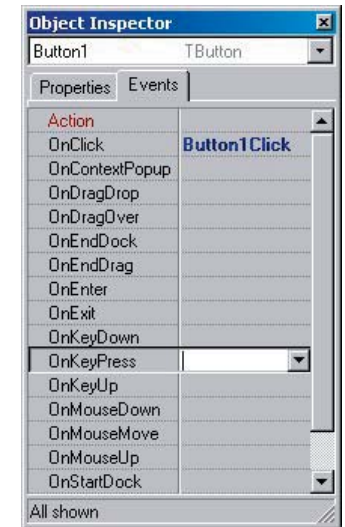 Object Inspector
Button1 TButton
Properties Events
Action
OnClick Button1Click
OnContextPopup
OnDragDrop
OnDragOver
OnEndDock
OnEndDrag
OnEnter
OnExit
OnKeyDown
OnKeyPress
OnKeyUp
OnMouseDown
OnMouseMove
OnMouseUp
OnStartDock
All shown